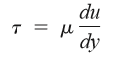 τ = μ du/dy